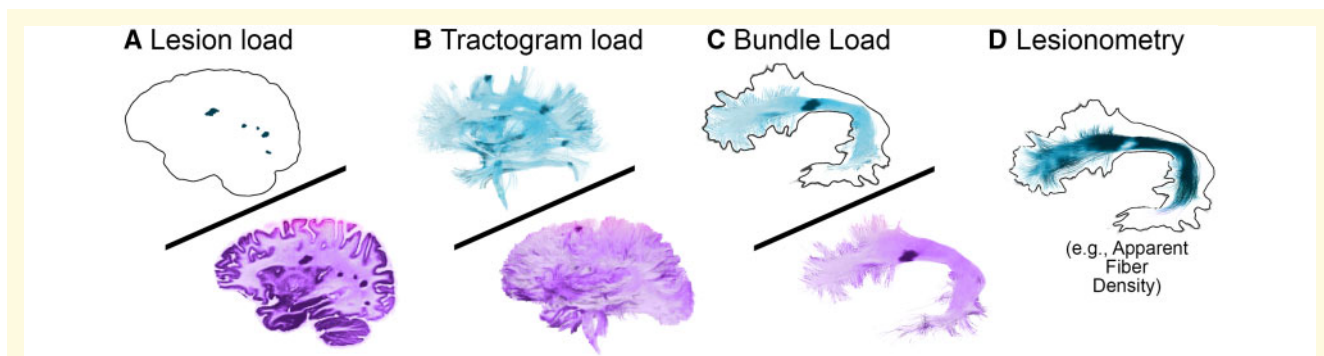 A Lesion load
B Tractogram load
C Bundle Load
D Lesionometry
(e.g., Apparent
Fiber
Density)